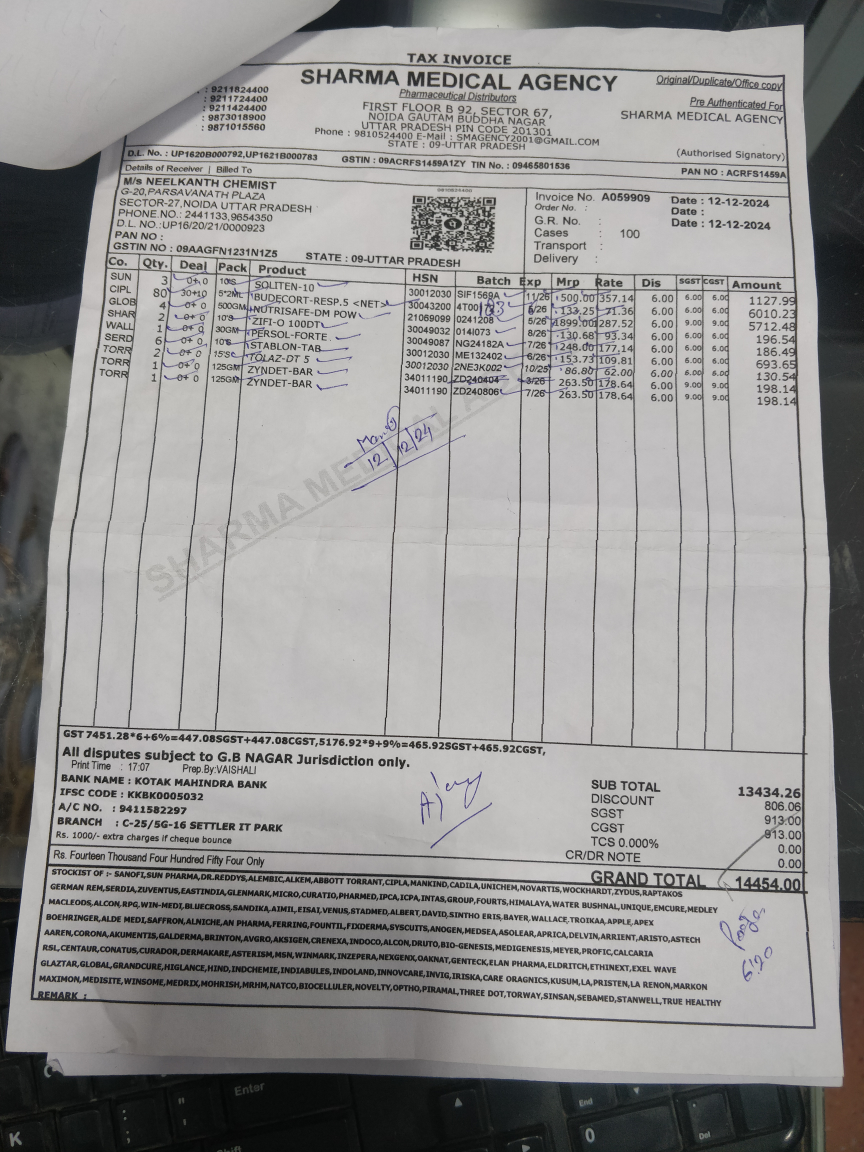 TAX INVOICE
SHARMA MEDICAL AGENCY
Original/Duplicate/Office copy
: 9211824400
: 9211724400
: 9211424400
: 9873018900
: 9871015560
Pharmaceutical Distributors
FIRST FLOOR B 92, SECTOR 67,
NOIDA GAUTAM BUDDHA NAGAR
UTTAR PRADESH PIN CODE 201301
Phone : 9810524400 E-Mail : SMAGENCY2001@GMAIL.COM
STATE : 09-UTTAR PRADESH
Pre Authenticated For
SHARMA MEDICAL AGENCY
(Authorised Signatory)
D.L. No. : UP1620B000792,UP1621B000783 GSTIN : 09ACRFS1459A1ZY TIN No. : 09465801536 PAN NO : ACRFS1459A
Details of Receiver | Billed To
M/s NEELKANTH CHEMIST
G-20,PARSAVANATH PLAZA
SECTOR-27,NOIDA UTTAR PRADESH
PHONE.NO.: 2441133,9654350
D.L. NO.:UP16/20/21/0000923
PAN NO :
GSTIN NO : 09AAGFN1231N1Z5 STATE : 09-UTTAR PRADESH
Invoice No. A059909 Date : 12-12-2024
Order No. : Date :
G.R. No. : Date : 12-12-2024
Cases : 100
Transport :
Delivery :
Co. Qty. Deal Pack Product HSN Batch Exp Mrp Rate Dis SGST CGST Amount
SUN 3 0+ 0 10'S SOLITEN-10 30012030 SIF1569A 11/26 500.00 357.14 6.00 6.00 6.00 1127.99
CIPL 80 30+10 5*2ML BUDECORT-RESP.5 <NET> 30043200 133.25 71.36 6.00 6.00 6.00 6010.23
GLOB 4 0+ 0 500GM NUTRISAFE-DM POW 21069099 0241208 5/26 1899.00 1287.52 6.00 9.00 9.00 5712.48
SHAR 2 0+ 0 10'S ZIFI-O 100DT 30049032 014I073 8/26 130.68 93.34 6.00 6.00 6.00 196.54
WALL 1 0+ 0 30GM PERSOL-FORTE 30049087 NG24182A 7/26 248.00 177.14 6.00 6.00 6.00 186.49
SERD 6 0+ 0 10'S STABLON-TAB 30012030 ME132402 6/26 153.73 109.81 6.00 6.00 6.00 693.65
TORR 2 0+ 0 15'SC TOLAZ-DT 5 30012030 2NE3K002 10/25 86.80 62.00 6.00 6.00 6.00 130.54
TORR 1 0+ 0 125GM ZYNDET-BAR 34011190 ZD240404 3/26 263.50 178.64 6.00 9.00 9.00 198.14
TORR 1 0+ 0 125GM ZYNDET-BAR 34011190 ZD240806 7/26 263.50 178.64 6.00 9.00 9.00 198.14
12/12/24
SHARMA MEDICAL
GST 7451.28*6+6%=447.08SGST+447.08CGST,5176.92*9+9%=465.92SGST+465.92CGST,
All disputes subject to G.B NAGAR Jurisdiction only.
Print Time : 17:07 Prep.By:VAISHALI
BANK NAME : KOTAK MAHINDRA BANK
IFSC CODE : KKBK0005032
A/C NO. : 9411582297
BRANCH : C-25/5G-16 SETTLER IT PARK
Rs. 1000/- extra charges if cheque bounce
Ajay
SUB TOTAL 13434.26
DISCOUNT 806.06
SGST 913.00
CGST 913.00
TCS 0.000% 0.00
CR/DR NOTE 0.00
Rs. Fourteen Thousand Four Hundred Fifty Four Only
GRAND TOTAL 14454.00
STOCKIST OF :- SANOFI,SUN PHARMA,DR.REDDYS,ALEMBIC,ALKEM,ABBOTT TORRANT,CIPLA,MANKIND,CADILA,UNICHEM,NOVARTIS,WOCKHARDT,ZYDUS,RAPTAKOS
GERMAN REM,SERDIA,ZUVENTUS,EASTINDIA,GLENMARK,MICRO,CURATIO,PHARMED,IPCA,ICPA,INTAS,GROUP,FOURTS,HIMALAYA,WATER BUSHNAL,UNIQUE,EMCURE,MEDLEY
MACLEODS,ALCON,RPG,WIN-MEDI,BLUECROSS,SANDIKA,AIMIL,EISAI,VENUS,STADMED,ALBERT,DAVID,SINTHO ERIS,BAYER,WALLACE,TROIKAA,APPLE,APEX
BOEHRINGER,ALDE MEDI,SAFFRON,ALNICHE,AN PHARMA,FERRING,FOUNTIL,FIXDERMA,SYSCUITS,ANOGEN,MEDSEA,ASOLEAR,APRICA,DELVIN,ARRIENT,ARISTO,ASTECH
AAREN,CORONA,AKUMENTIS,GALDERMA,BRINTON,AVGRO,AKSIGEN,CRENEXA,INDOCO,ALCON,DRUTO,BIO-GENESIS,MEDIGENESIS,MEYER,PROFIC,CALCARIA
RSL,CENTAUR,CONATUS,CURADOR,DERMAKARE,ASTERISM,MSN,WINMARK,INZEPERA,NEXGENX,OAKNAT,GENTECK,ELAN PHARMA,ELDRITCH,ETHINEXT,EXEL WAVE
GLAZTAR,GLOBAL,GRANDCURE,HIGLANCE,HIND,INDCHEMIE,INDIABULES,INDOLAND,INNOVCARE,INVIG,IRISKA,CARE ORAGNICS,KUSUM,LA,PRISTEN,LA RENON,MARKON
MAXIMON,MEDISITE,WINSOME,MEDRIX,MOHRISH,MRHM,NATCO,BIOCELLULER,NOVELTY,OPTHO,PIRAMAL,THREE DOT,TORWAY,SINSAN,SEBAMED,STANWELL,TRUE HEALTHY
REMARK :
6:20
Enter
End
0
Del
K